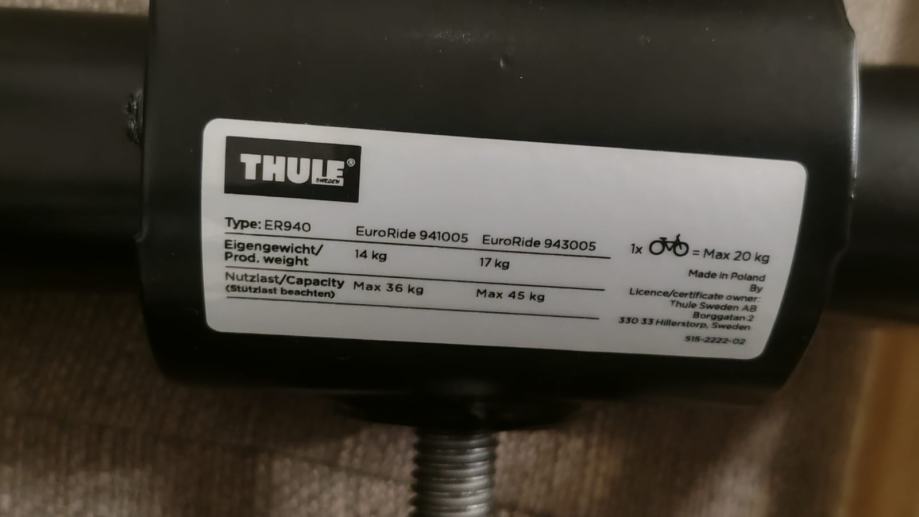 THULE®
SWEDEN
Type: ER940 EuroRide 941005 EuroRide 943005
Eigengewicht/
Prod. weight 14 kg 17 kg
Nutzlast/Capacity Max 36 kg Max 45 kg
(Stützlast beachten)
1x = Max 20 kg
Made in Poland
By
Licence/certificate owner:
Thule Sweden AB
Borggatan 2
330 33 Hillerstorp, Sweden
515-2222-02